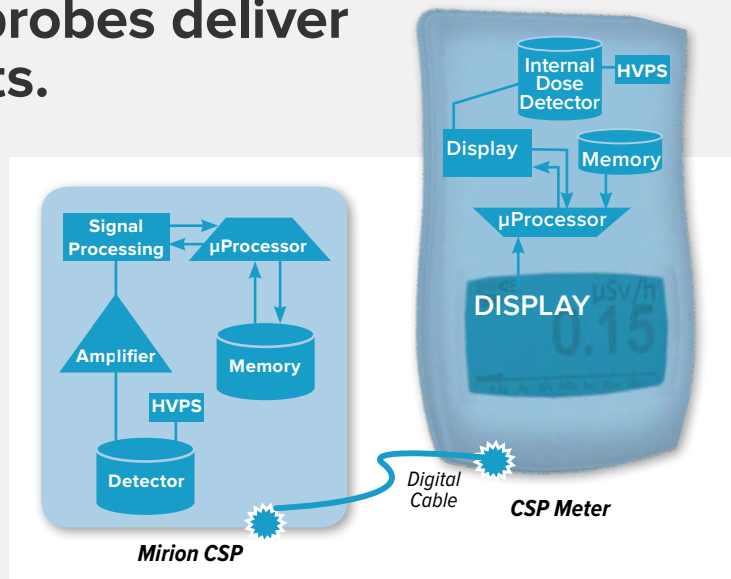 probes deliver
ts.
Internal
Dose
Detector
HVPS
Display
Memory
µProcessor
DISPLAY
µSv/h
0.15
Signal
Processing
µProcessor
Amplifier
Memory
HVPS
Detector
Digital
Cable
CSP Meter
Mirion CSP